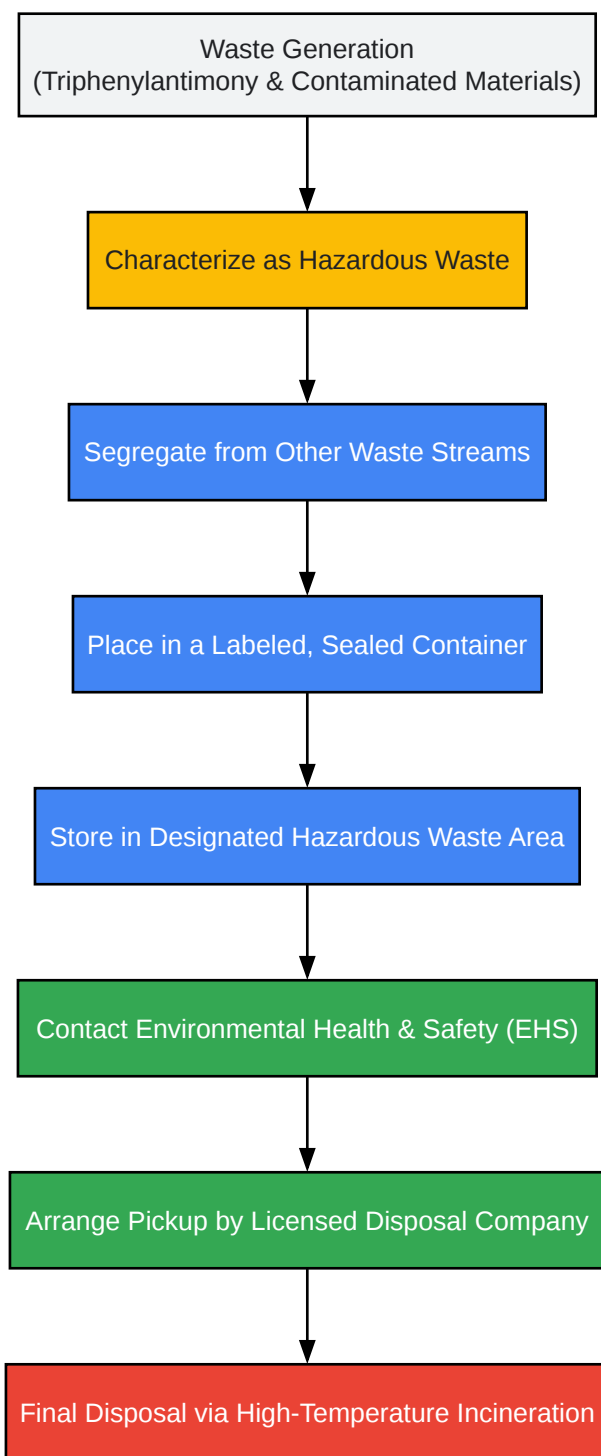 Waste Generation
(Triphenylantimony & Contaminated Materials)
Characterize as Hazardous Waste
Segregate from Other Waste Streams
Place in a Labeled, Sealed Container
Store in Designated Hazardous Waste Area
Contact Environmental Health & Safety (EHS)
Arrange Pickup by Licensed Disposal Company
Final Disposal via High-Temperature Incineration